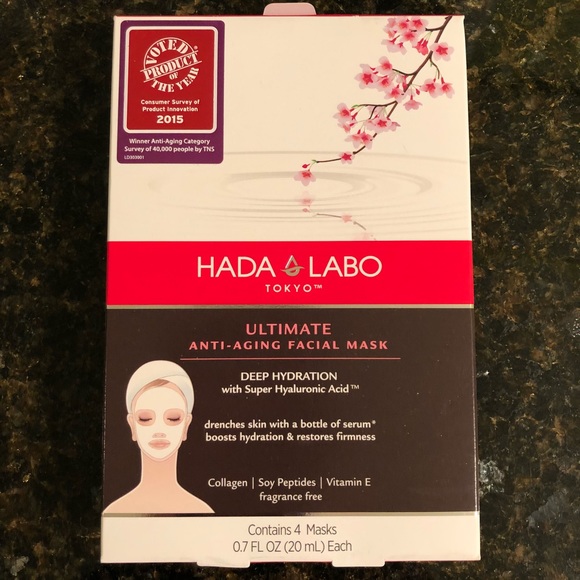 VOTED
PRODUCT
OF
THE YEAR
Consumer Survey of
Product Innovation
2015
Winner Anti-Aging Category
Survey of 40,000 people by TNS
HADA LABO
TOKYO™
ULTIMATE
ANTI-AGING FACIAL MASK
DEEP HYDRATION
with Super Hyaluronic Acid™
drenches skin with a bottle of serum*
boosts hydration & restores firmness
Collagen | Soy Peptides | Vitamin E
fragrance free
Contains 4 Masks
0.7 FL OZ (20 mL) Each